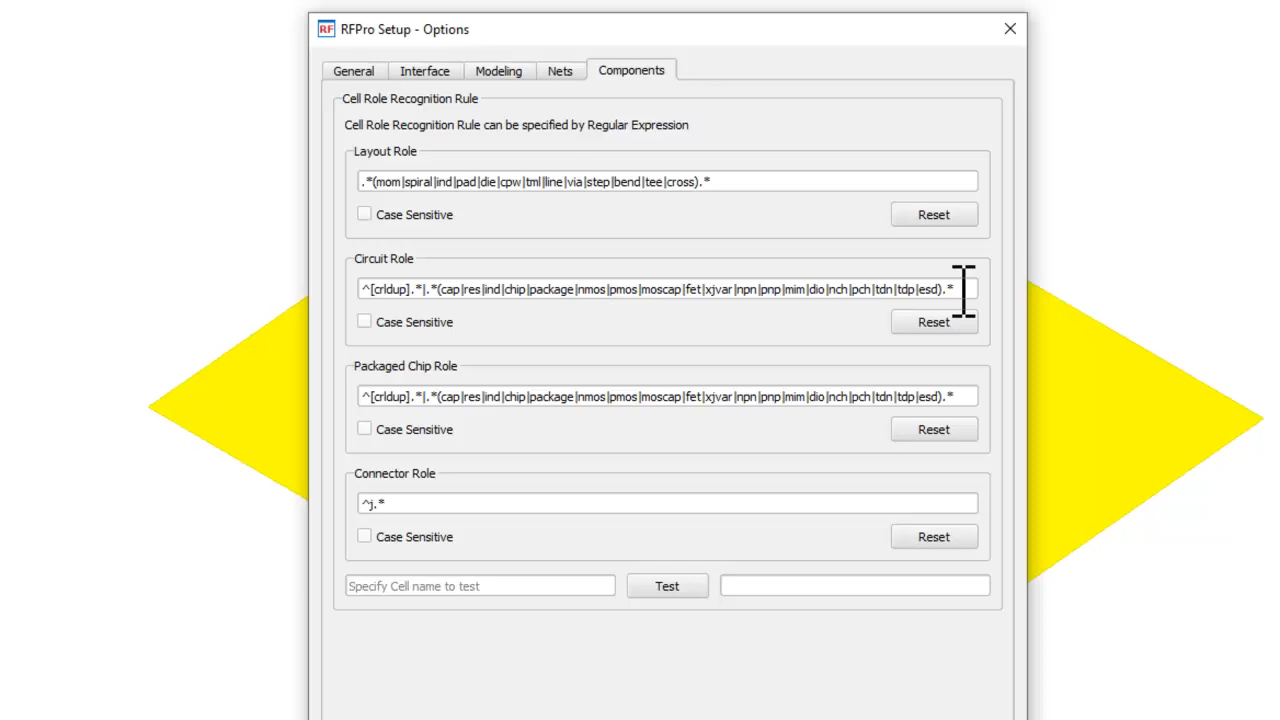 RF RFPro Setup - Options
General Interface Modeling Nets Components
Cell Role Recognition Rule
Cell Role Recognition Rule can be specified by Regular Expression
Layout Role
.*(mom|spiral|ind|pad|die|cpw|tml|line|via|step|bend|tee|cross).*
Case Sensitive Reset
Circuit Role
^[crldup].*|.*(cap|res|ind|chip|package|nmos|pmos|moscap|fet|xjvar|npn|pnp|mim|dio|nch|pch|tdn|tdp|esd).*
Case Sensitive Reset
Packaged Chip Role
^[crldup].*|.*(cap|res|ind|chip|package|nmos|pmos|moscap|fet|xjvar|npn|pnp|mim|dio|nch|pch|tdn|tdp|esd).*
Case Sensitive Reset
Connector Role
^j.*
Case Sensitive Reset
Specify Cell name to test Test